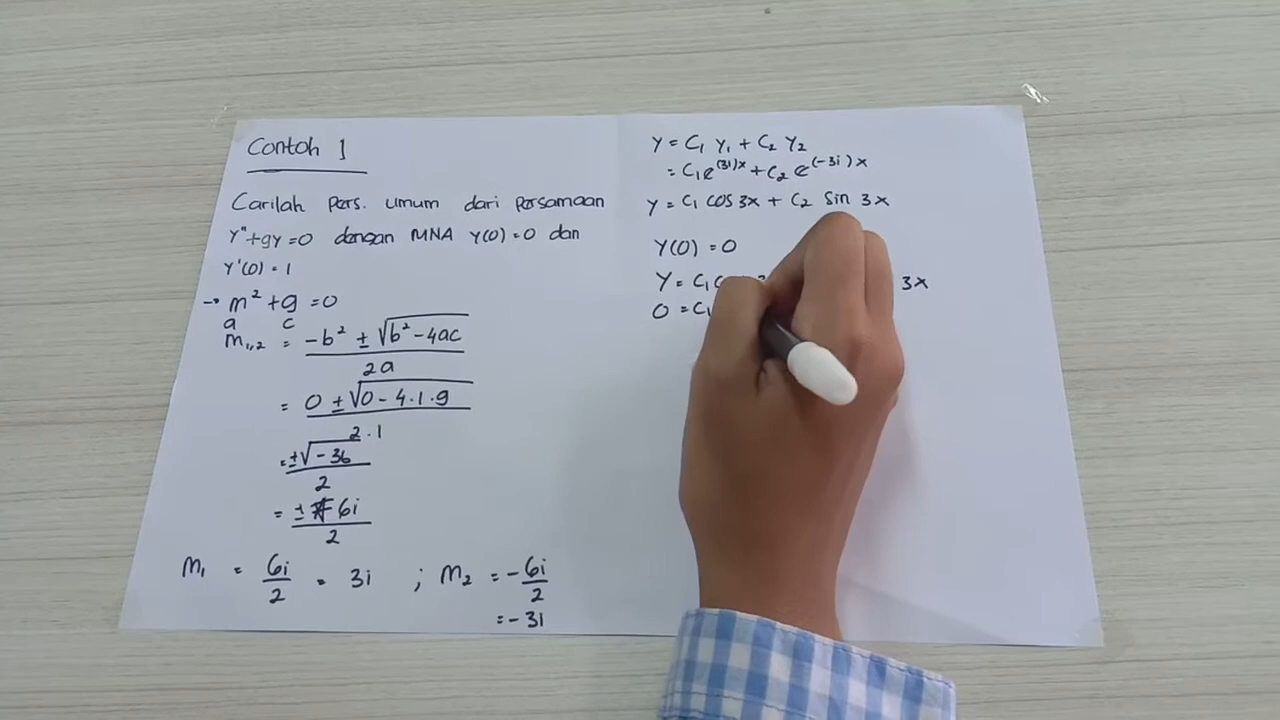 Contoh 1
Carilah Pers. Umum dari persamaan
y"+9y=0 dengan MNA Y(0)=0 dan
Y'(0)=1
→ m²+9=0
a c
m₁,₂ = -b² ± √b²-4ac
2a
= 0 ± √0-4.1.9
2.1
= ±√-36
2
= ± 6i
2
m₁ = 6i = 3i ; m₂ = -6i
2 2
= -3i
Y = C₁ Y₁ + C₂ Y₂
= C₁e^(3i)x + C₂ e^(-3i)x
Y = C₁ cos 3x + C₂ sin 3x
Y(0) = 0
Y = C₁ 3x
0 = C₁